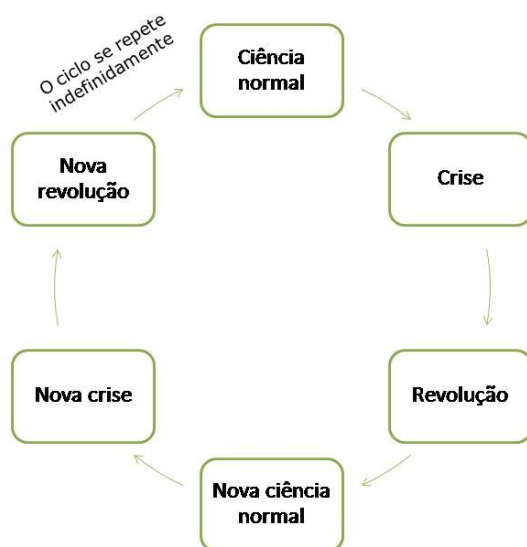 O ciclo se repete
indefinidamente
Ciência
normal
Crise
Revolução
Nova ciência
normal
Nova crise
Nova
revolução